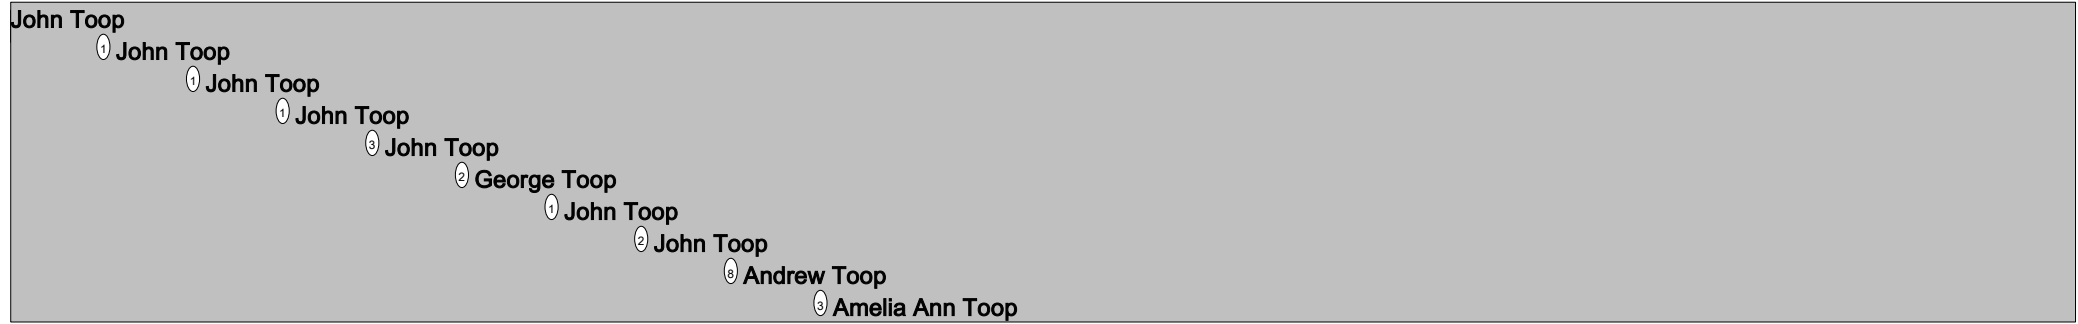 John Toop
1 John Toop
1 John Toop
1 John Toop
3 John Toop
2 George Toop
1 John Toop
2 John Toop
8 Andrew Toop
3 Amelia Ann Toop